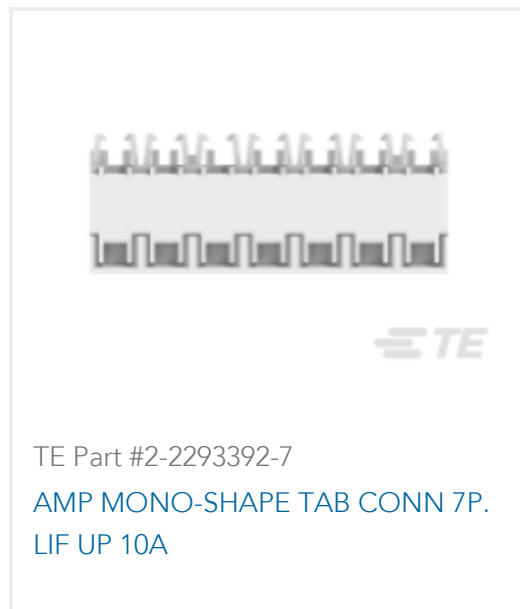 TE
TE Part #2-2293392-7
AMP MONO-SHAPE TAB CONN 7P.
LIF UP 10A